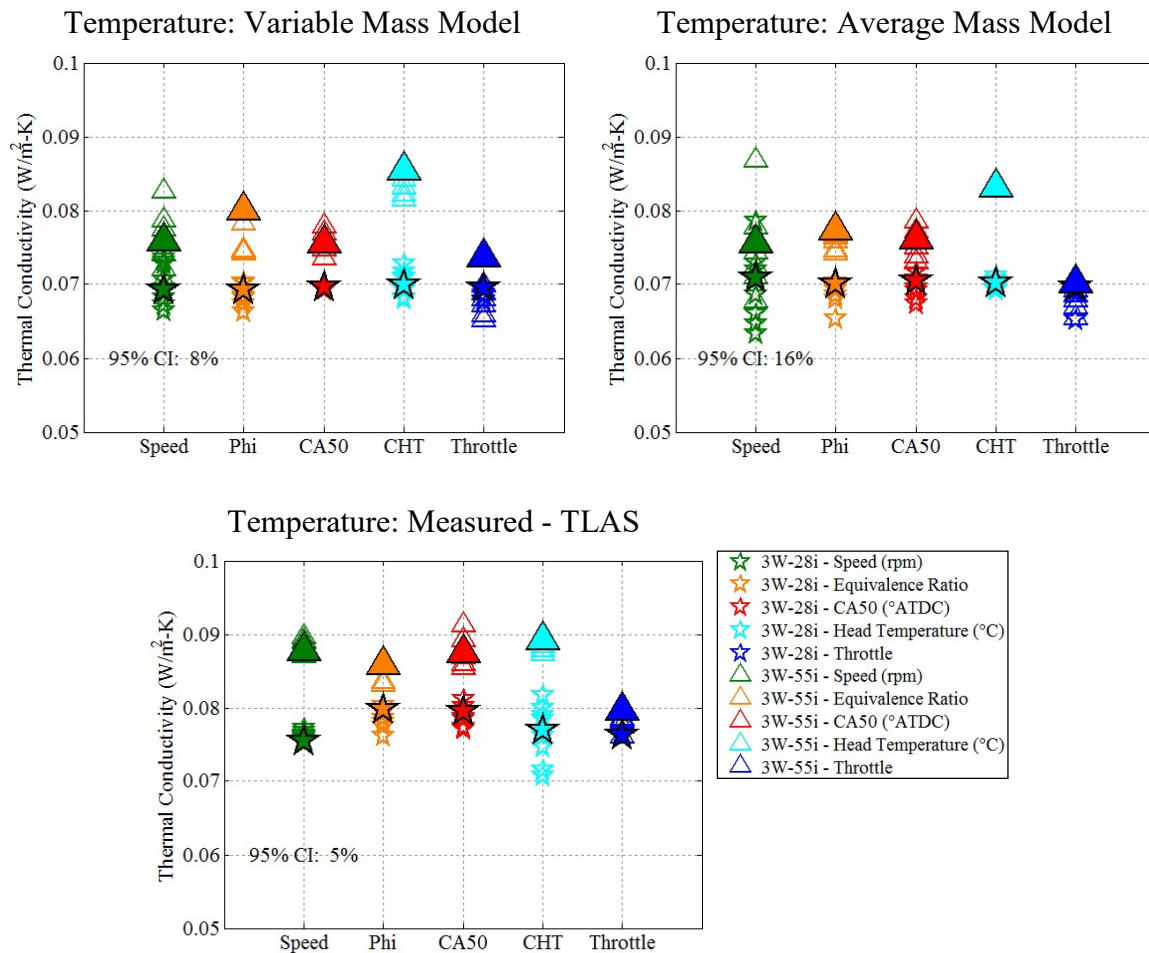 Temperature: Variable Mass Model
Thermal Conductivity (W/m²-K)
0.1
0.09
0.08
0.07
0.06
0.05
95% CI: 8%
Speed Phi CA50 CHT Throttle
Temperature: Average Mass Model
Thermal Conductivity (W/m²-K)
0.1
0.09
0.08
0.07
0.06
0.05
95% CI: 16%
Speed Phi CA50 CHT Throttle
Temperature: Measured - TLAS
Thermal Conductivity (W/m²-K)
0.1
0.09
0.08
0.07
0.06
0.05
95% CI: 5%
Speed Phi CA50 CHT Throttle
3W-28i - Speed (rpm)
3W-28i - Equivalence Ratio
3W-28i - CA50 (°ATDC)
3W-28i - Head Temperature (°C)
3W-28i - Throttle
3W-55i - Speed (rpm)
3W-55i - Equivalence Ratio
3W-55i - CA50 (°ATDC)
3W-55i - Head Temperature (°C)
3W-55i - Throttle